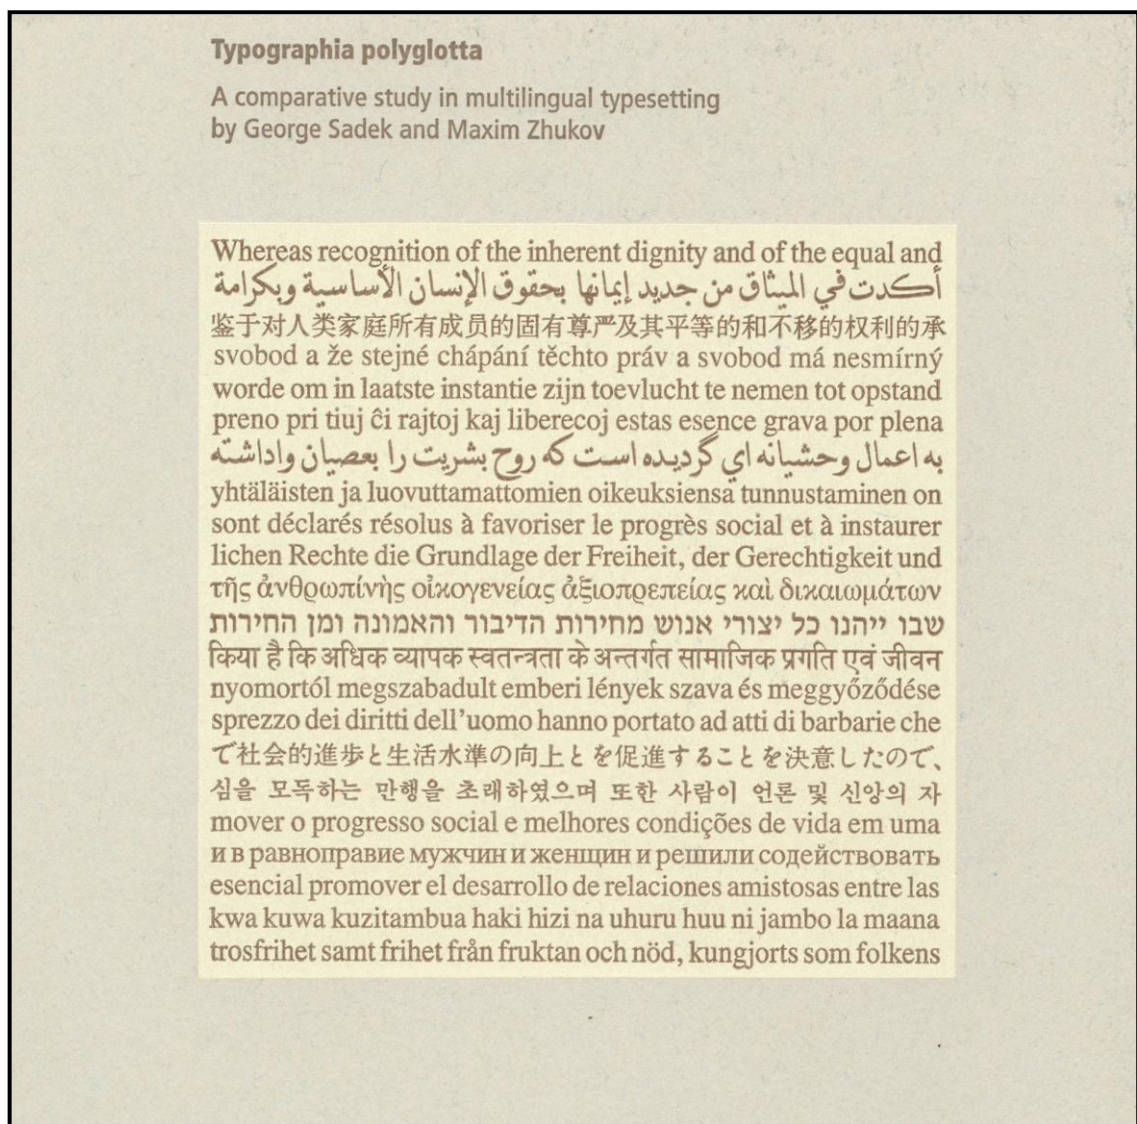 Typographia polyglotta
A comparative study in multilingual typesetting
by George Sadek and Maxim Zhukov
Whereas recognition of the inherent dignity and of the equal and
أكدت في الميثاق من جديد إيمانها بحقوق الإنسان الأساسية وبكرامة
鉴于对人类家庭所有成员的固有尊严及其平等的和不移的权利的承
svobod a že stejné chápání těchto práv a svobod má nesmírný
worde om in laatste instantie zijn toevlucht te nemen tot opstand
preno pri tiuj ĉi rajtoj kaj liberecoj estas esence grava por plena
به اعمال وحشيانه اي گرديده است كه روح بشريت را بعصيان واداشته
yhtäläisten ja luovuttamattomien oikeuksiensa tunnustaminen on
sont déclarés résolus à favoriser le progrès social et à instaurer
lichen Rechte die Grundlage der Freiheit, der Gerechtigkeit und
τῆς ἀνθρωπίνὴς οἰκογενείας ἀξιοπρεπείας καὶ δικαιωμάτων
שבו ייהנו כל יצורי אנוש מחירות הדיבור והאמונה ומן החירות
किया है कि अधिक व्यापक स्वतन्त्रता के अन्तर्गत सामाजिक प्रगति एवं जीवन
nyomortól megszabadult emberi lények szava és meggyőződése
sprezzo dei diritti dell’uomo hanno portato ad atti di barbarie che
で社会的進歩と生活水準の向上とを促進することを決意したので、
심을 모독하는 만행을 초래하였으며 또한 사람이 언론 및 신앙의 자
mover o progresso social e melhores condições de vida em uma
и в равноправие мужчин и женщин и решили содействовать
esencial promover el desarrollo de relaciones amistosas entre las
kwa kuwa kuzitambua haki hizi na uhuru huu ni jambo la maana
trosfrihet samt frihet från fruktan och nöd, kungjorts som folkens